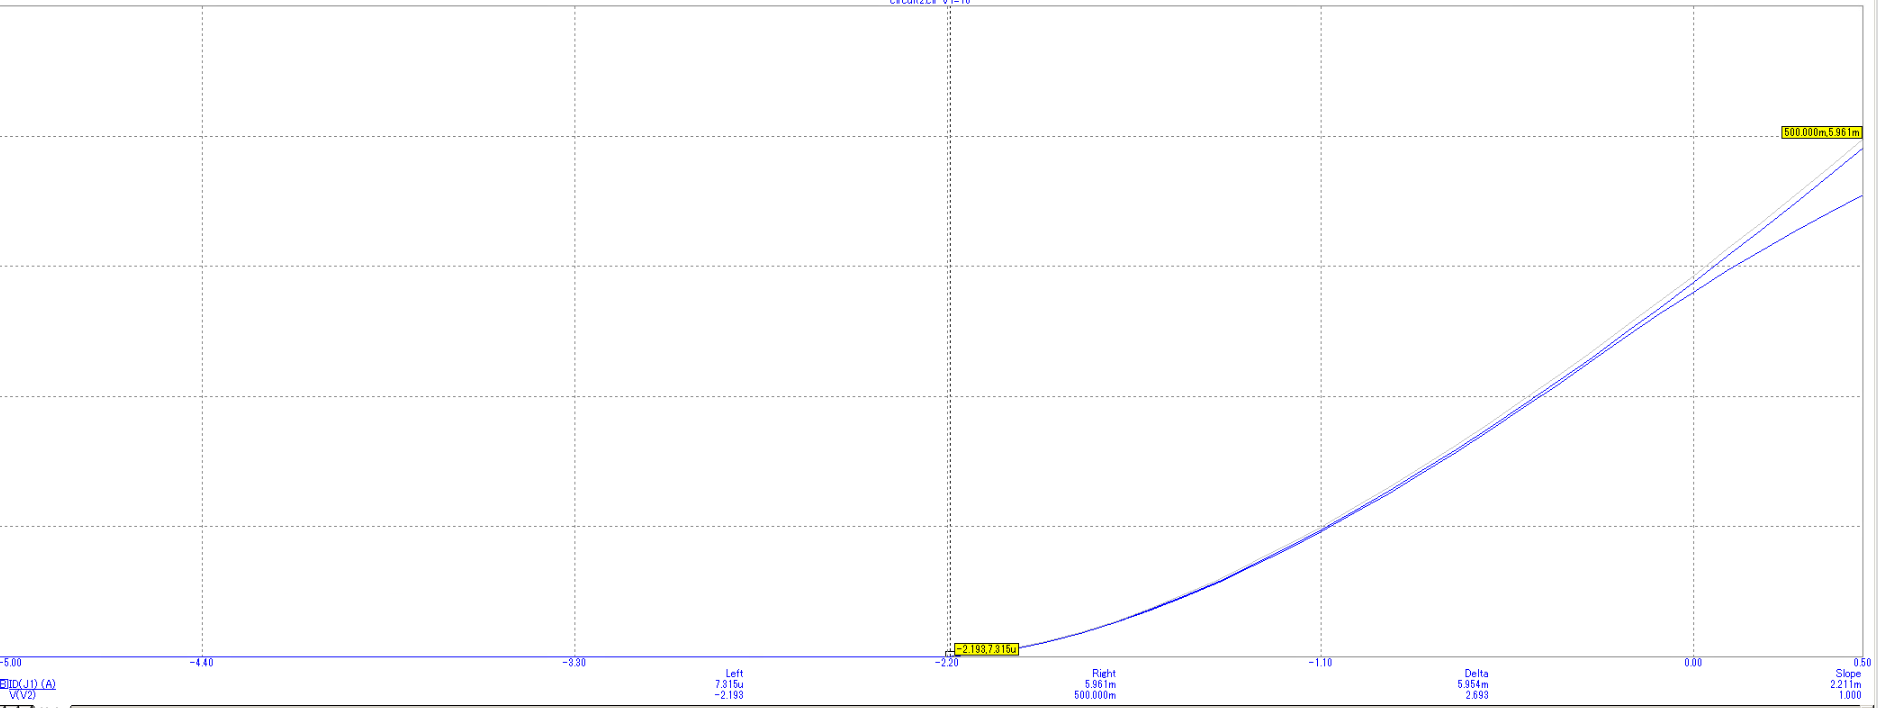 500.000m,5.961m
-2.193,7.315u
-5.00 -4.40 -3.30 -2.20 -1.10 0.00 0.50
Left Right Delta Slope
ID(J1) (A) 7.315u 5.961m 5.954m 2.211m
V(V2) -2.193 500.000m 2.693 1.000